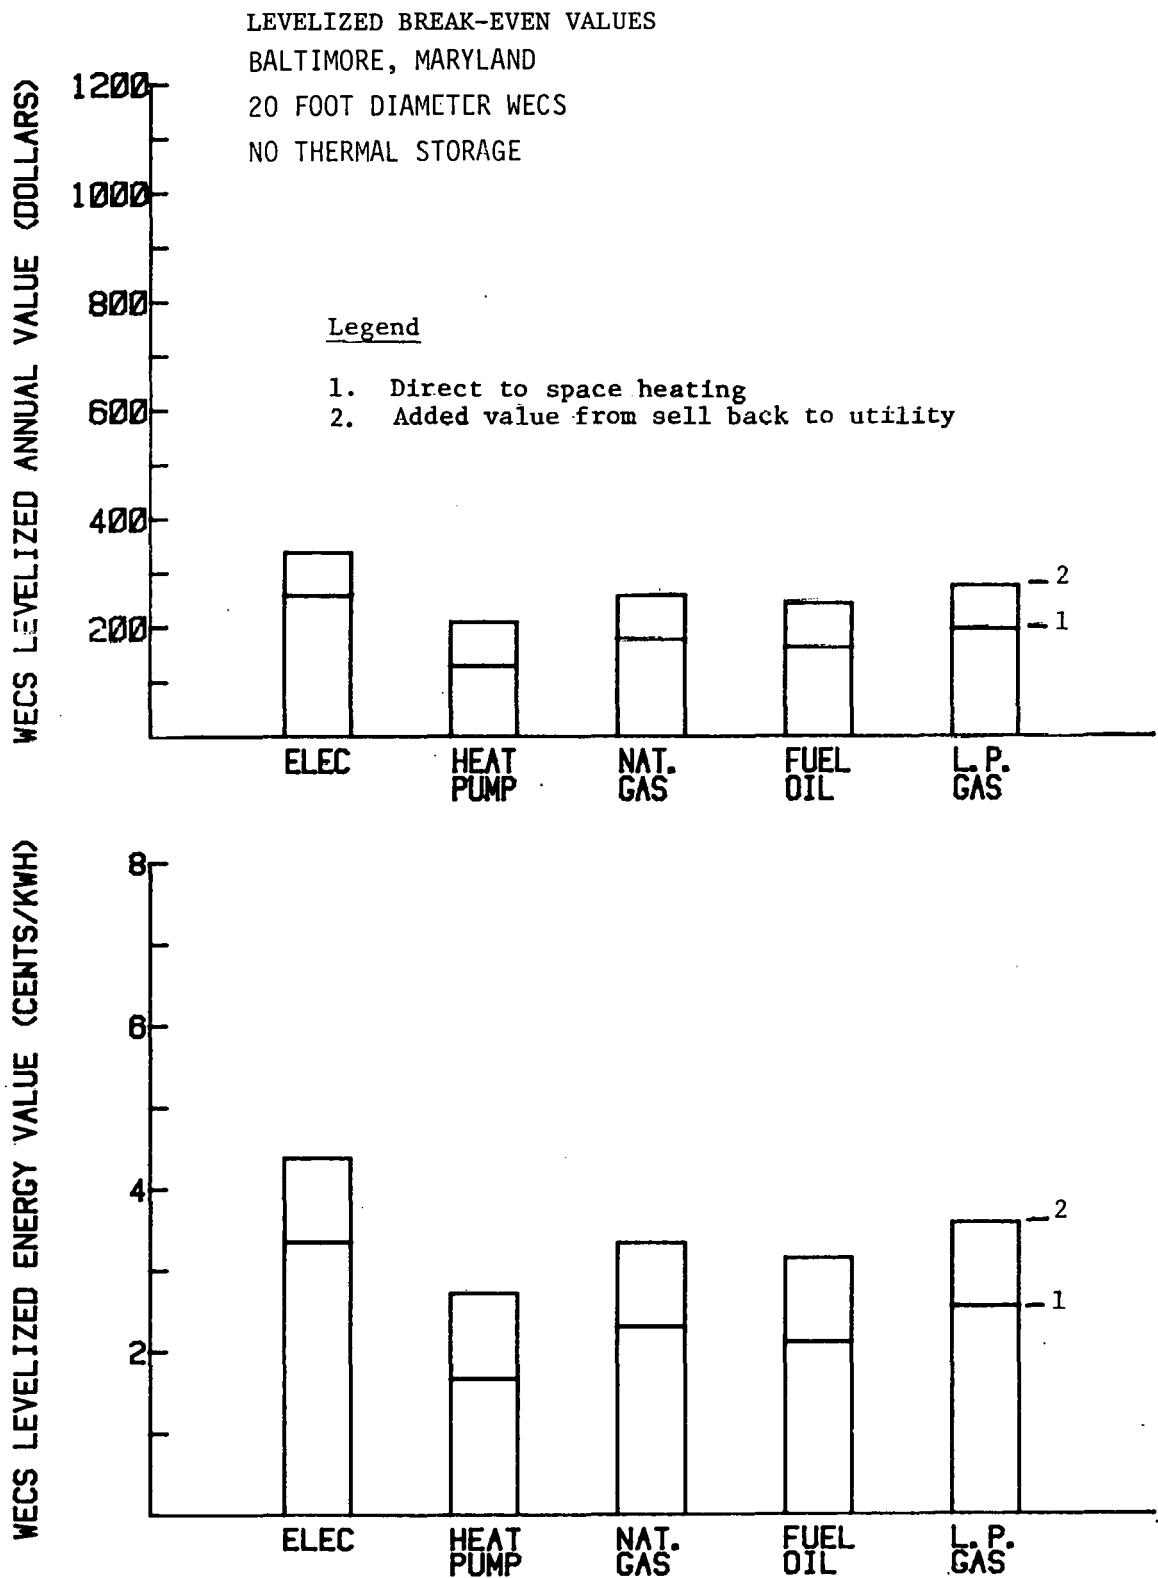 LEVELIZED BREAK-EVEN VALUES
BALTIMORE, MARYLAND
20 FOOT DIAMETER WECS
NO THERMAL STORAGE
WECS LEVELIZED ANNUAL VALUE (DOLLARS)
1200
1000
800
600
400
200
Legend
1. Direct to space heating
2. Added value from sell back to utility
2
1
ELEC HEAT NAT. FUEL L.P.
PUMP GAS OIL GAS
WECS LEVELIZED ENERGY VALUE (CENTS/KWH)
8
6
4
2
2
1
ELEC HEAT NAT. FUEL L.P.
PUMP GAS OIL GAS